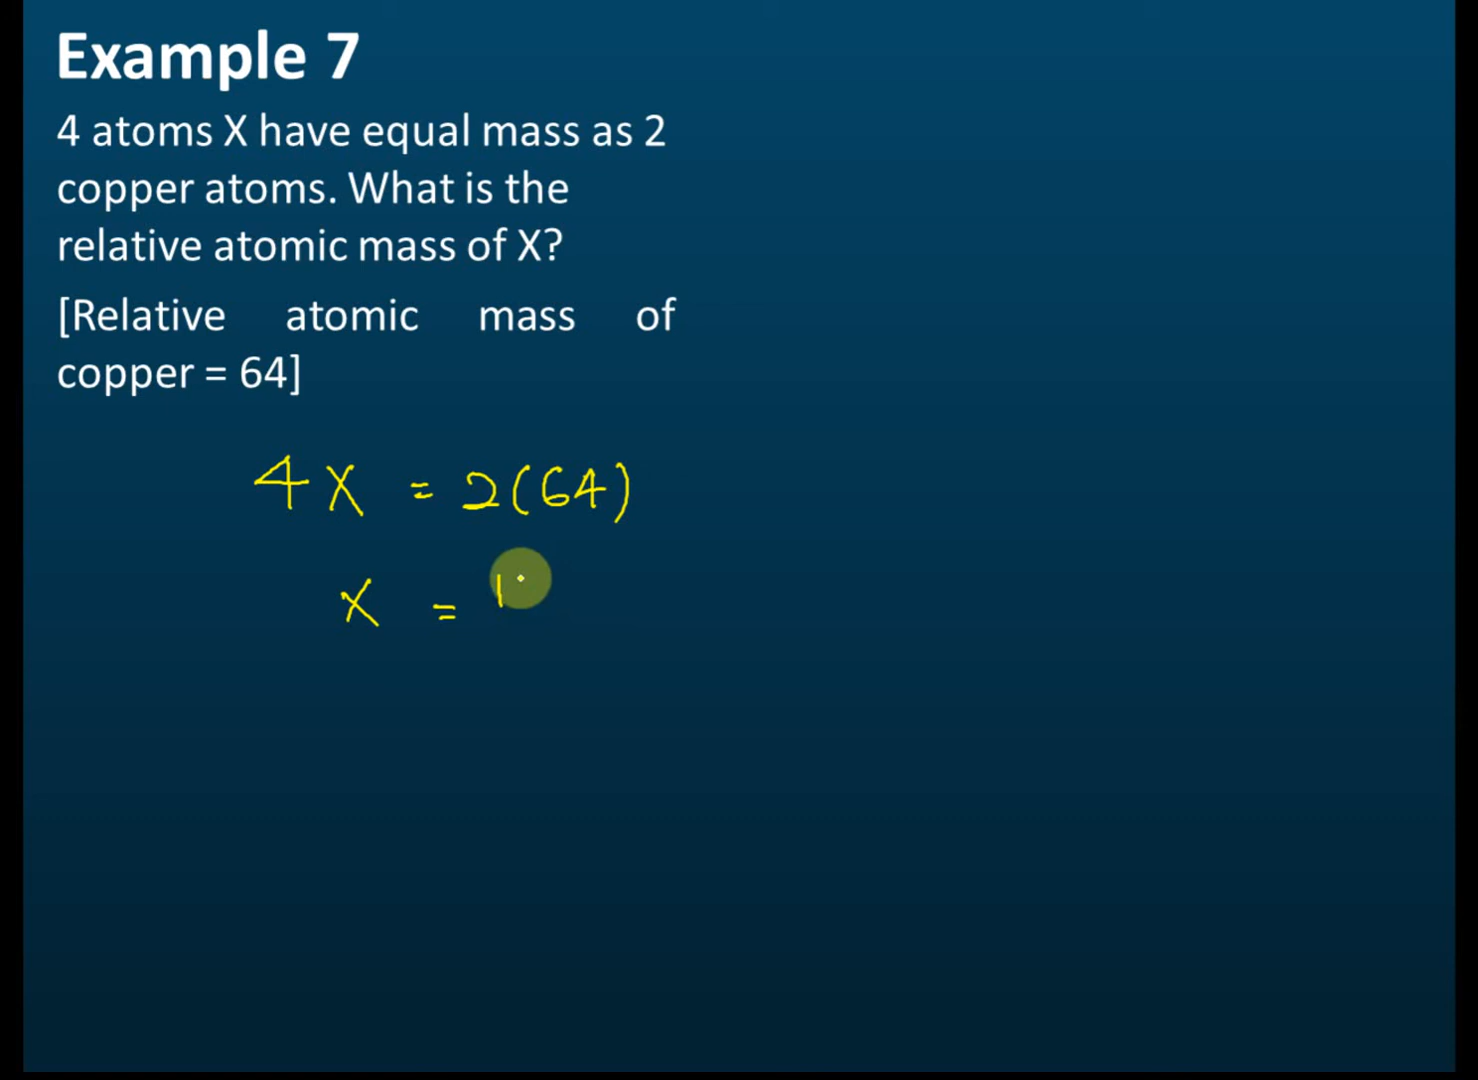 Example 7
4 atoms X have equal mass as 2
copper atoms. What is the
relative atomic mass of X?
[Relative atomic mass of
copper = 64]
4X = 2(64)
X = 1